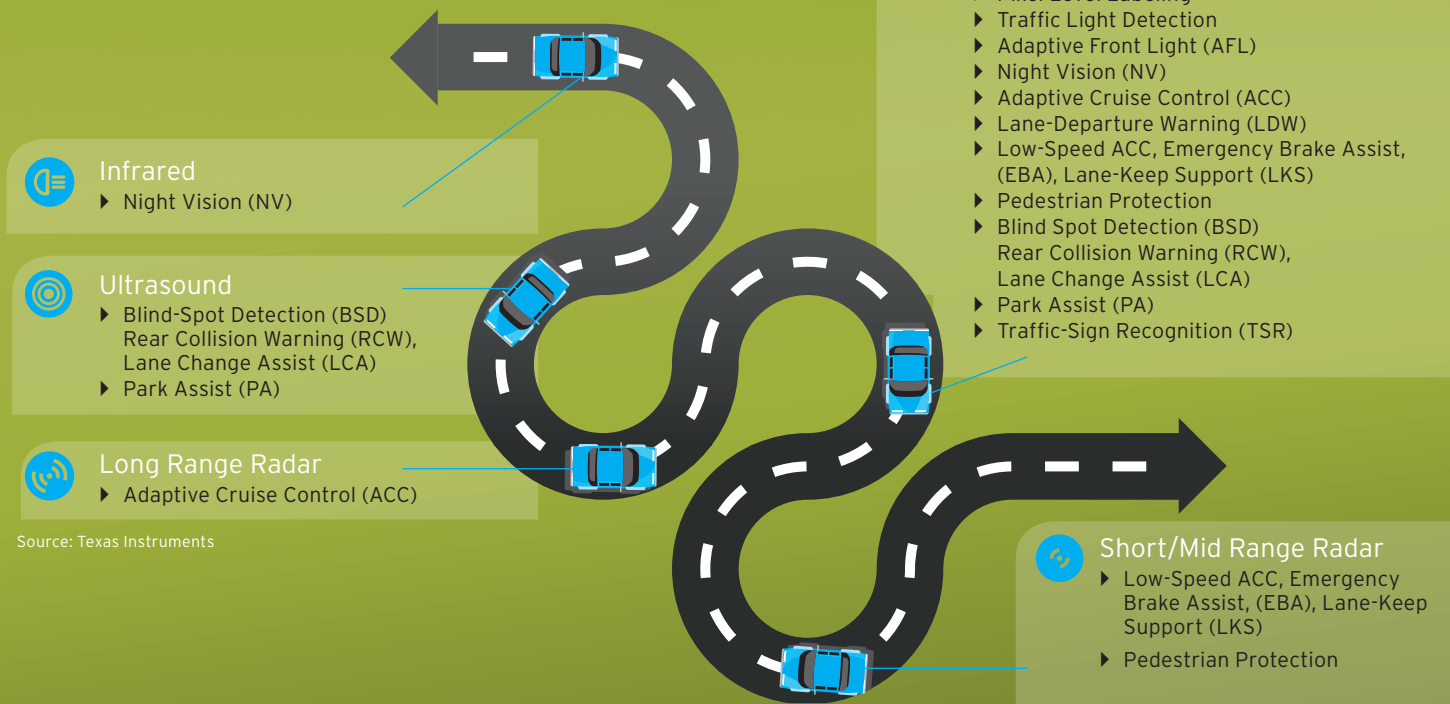 Infrared
Night Vision (NV)
Ultrasound
Blind-Spot Detection (BSD)
Rear Collision Warning (RCW),
Lane Change Assist (LCA)
Park Assist (PA)
Long Range Radar
Adaptive Cruise Control (ACC)
Source: Texas Instruments
Traffic Light Detection
Adaptive Front Light (AFL)
Night Vision (NV)
Adaptive Cruise Control (ACC)
Lane-Departure Warning (LDW)
Low-Speed ACC, Emergency Brake Assist,
(EBA), Lane-Keep Support (LKS)
Pedestrian Protection
Blind Spot Detection (BSD)
Rear Collision Warning (RCW),
Lane Change Assist (LCA)
Park Assist (PA)
Traffic-Sign Recognition (TSR)
Short/Mid Range Radar
Low-Speed ACC, Emergency
Brake Assist, (EBA), Lane-Keep
Support (LKS)
Pedestrian Protection